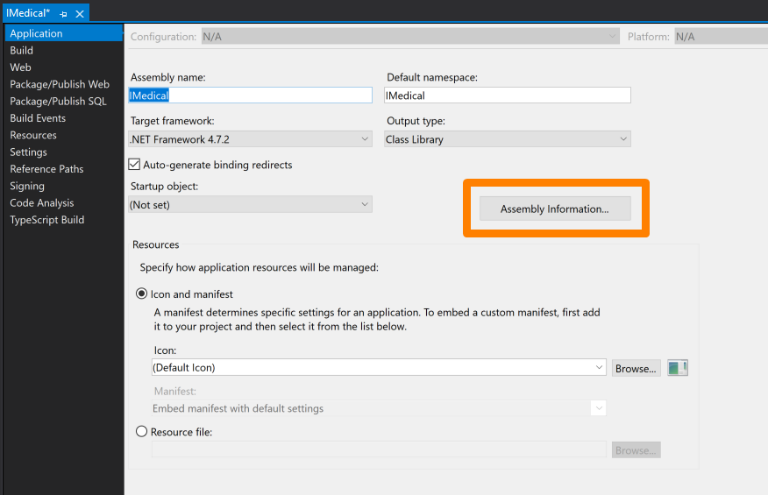 IMedical*
Application
Build
Web
Package/Publish Web
Package/Publish SQL
Build Events
Resources
Settings
Reference Paths
Signing
Code Analysis
TypeScript Build
Configuration: N/A Platform: N/A
Assembly name: Default namespace:
IMedical IMedical
Target framework: Output type:
.NET Framework 4.7.2 Class Library
Auto-generate binding redirects
Startup object:
(Not set) Assembly Information...
Resources
Specify how application resources will be managed:
Icon and manifest
A manifest determines specific settings for an application. To embed a custom manifest, first add
it to your project and then select it from the list below.
Icon:
(Default Icon) Browse...
Manifest:
Embed manifest with default settings
Resource file:
Browse...